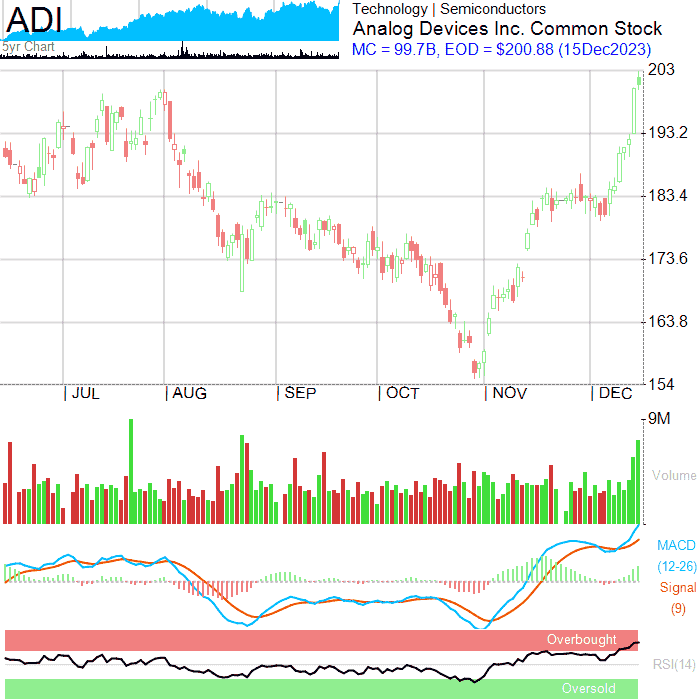 ADI
5yr Chart
Technology | Semiconductors
Analog Devices Inc. Common Stock
MC = 99.7B, EOD = $200.88 (15Dec2023)
203
193.2
183.4
173.6
163.8
154
| JUL | AUG | SEP | OCT | NOV | DEC
9M
Volume
MACD
(12-26)
Signal
(9)
Overbought
RSI(14)
Oversold